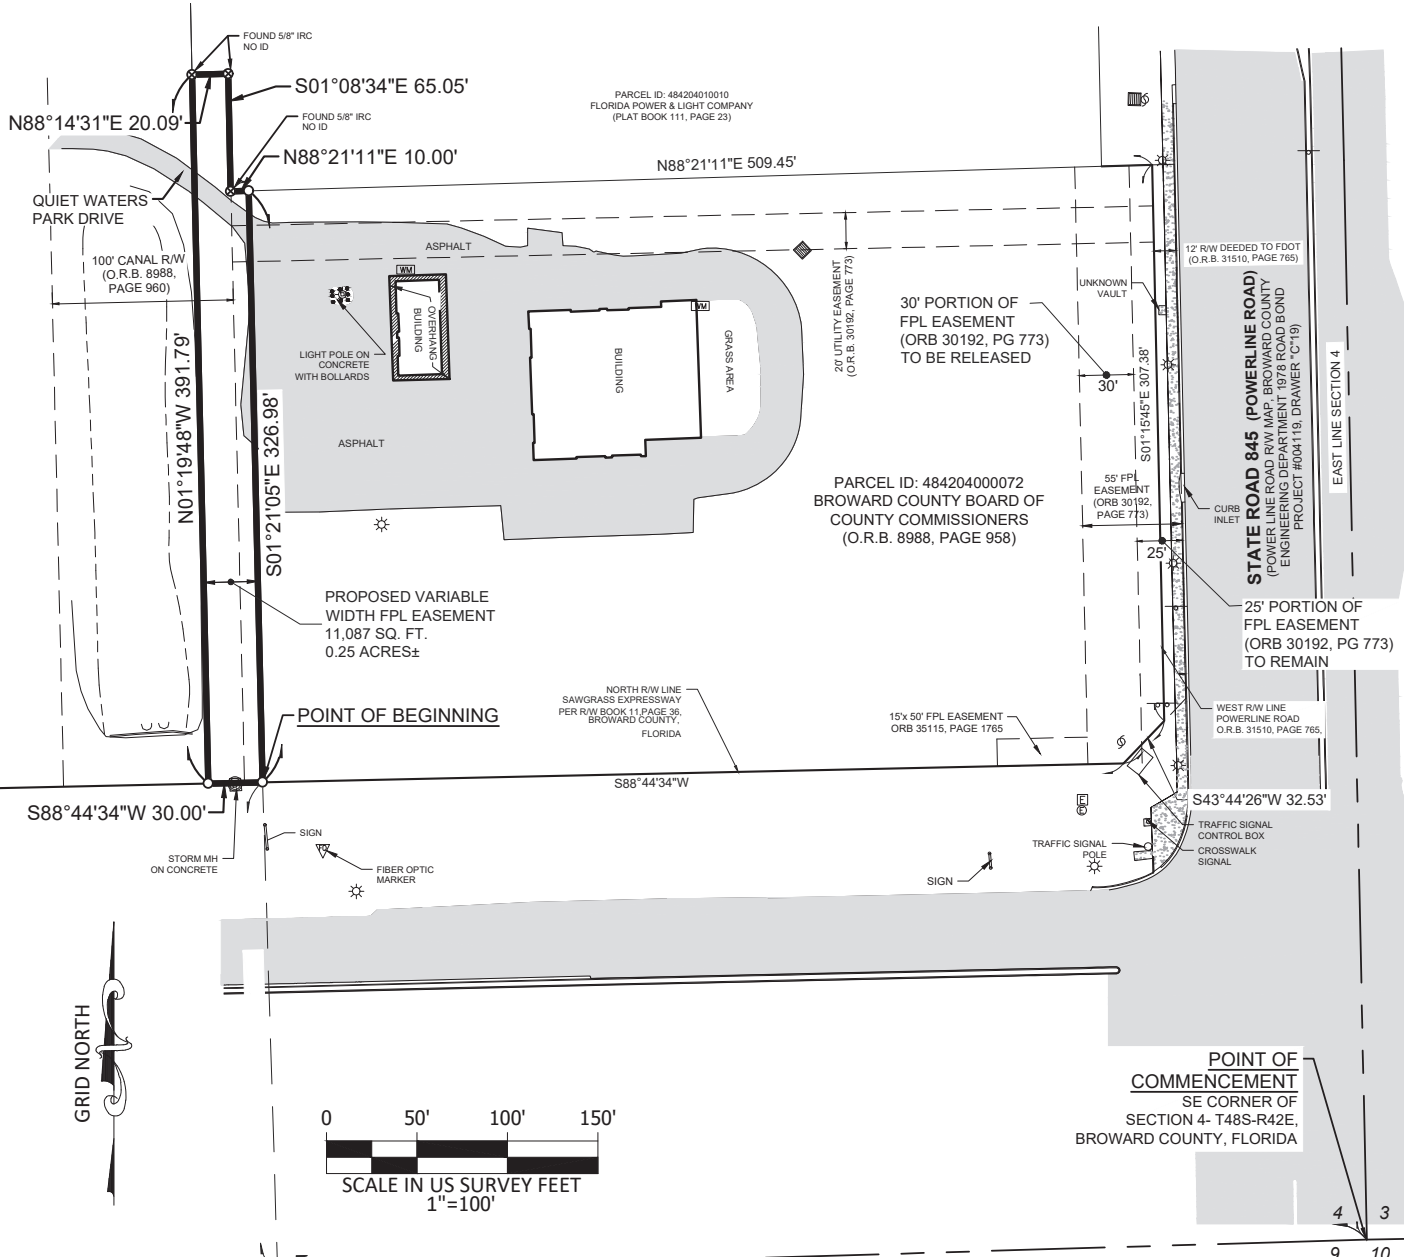 FOUND 5/8" IRC
NO ID
S01°08'34"E 65.05'
N88°14'31"E 20.09'
FOUND 5/8" IRC
NO ID
N88°21'11"E 10.00'
PARCEL ID: 484204010010
FLORIDA POWER & LIGHT COMPANY
(PLAT BOOK 111, PAGE 23)
N88°21'11"E 509.45'
QUIET WATERS
PARK DRIVE
100' CANAL R/W
(O.R.B. 8988,
PAGE 960)
ASPHALT
WM
OVERHANG
BUILDING
LIGHT POLE ON
CONCRETE
WITH BOLLARDS
ASPHALT
BUILDING
WM
GRASS AREA
20' UTILITY EASEMENT
(O.R.B. 30192, PAGE 773)
30' PORTION OF
FPL EASEMENT
(ORB 30192, PG 773)
TO BE RELEASED
30'
UNKNOWN
VAULT
12' R/W DEEDED TO FDOT
(O.R.B. 31510, PAGE 765)
S01°15'45"E 307.38'
STATE ROAD 845 (POWERLINE ROAD)
(POWER LINE ROAD R/W MAP, BROWARD COUNTY
ENGINEERING DEPARTMENT 1978 ROAD BOND
PROJECT #004119, DRAWER "C"19)
EAST LINE SECTION 4
N01°19'48"W 391.79'
S01°21'05"E 326.98'
PARCEL ID: 484204000072
BROWARD COUNTY BOARD OF
COUNTY COMMISSIONERS
(O.R.B. 8988, PAGE 958)
55' FPL
EASEMENT
(ORB 30192,
PAGE 773)
CURB
INLET
25'
PROPOSED VARIABLE
WIDTH FPL EASEMENT
11,087 SQ. FT.
0.25 ACRES±
25' PORTION OF
FPL EASEMENT
(ORB 30192, PG 773)
TO REMAIN
POINT OF BEGINNING
NORTH R/W LINE
SAWGRASS EXPRESSWAY
PER R/W BOOK 11,PAGE 36,
BROWARD COUNTY,
FLORIDA
15'x 50' FPL EASEMENT
ORB 35115, PAGE 1765
WEST R/W LINE
POWERLINE ROAD
O.R.B. 31510, PAGE 765,
S88°44'34"W
S88°44'34"W 30.00'
S43°44'26"W 32.53'
E
E
SIGN
STORM MH
ON CONCRETE
FO
FIBER OPTIC
MARKER
SIGN
TRAFFIC SIGNAL
POLE
TRAFFIC SIGNAL
CONTROL BOX
CROSSWALK
SIGNAL
GRID NORTH
0 50' 100' 150'
SCALE IN US SURVEY FEET
1"=100'
POINT OF
COMMENCEMENT
SE CORNER OF
SECTION 4- T48S-R42E,
BROWARD COUNTY, FLORIDA
4 3
9 10